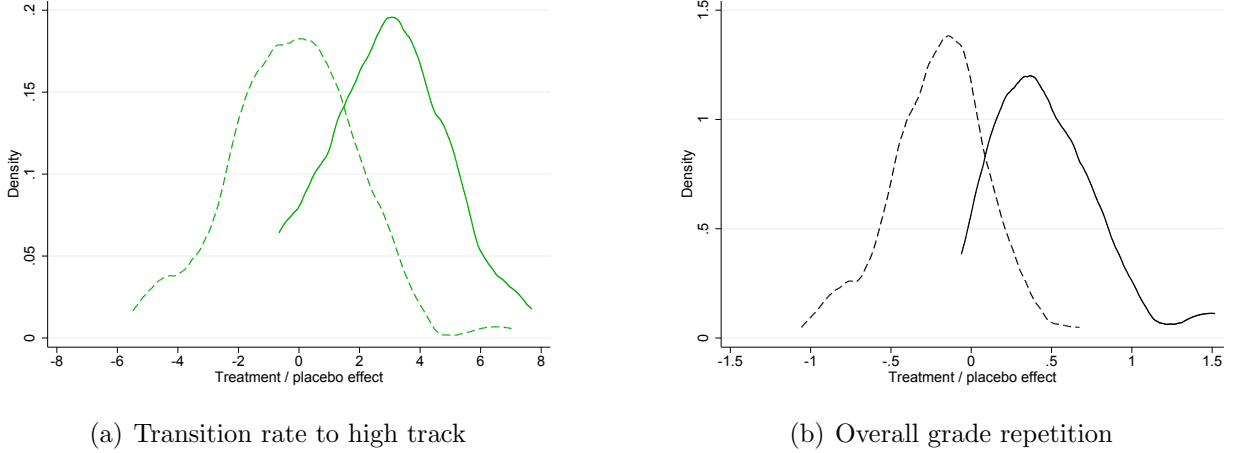 .2
.15
.1
.05
0
Density
-8 -6 -4 -2 0 2 4 6 8
Treatment / placebo effect
(a) Transition rate to high track
1.5
1
.5
0
Density
-1.5 -1 -.5 0 .5 1 1.5
Treatment / placebo effect
(b) Overall grade repetition